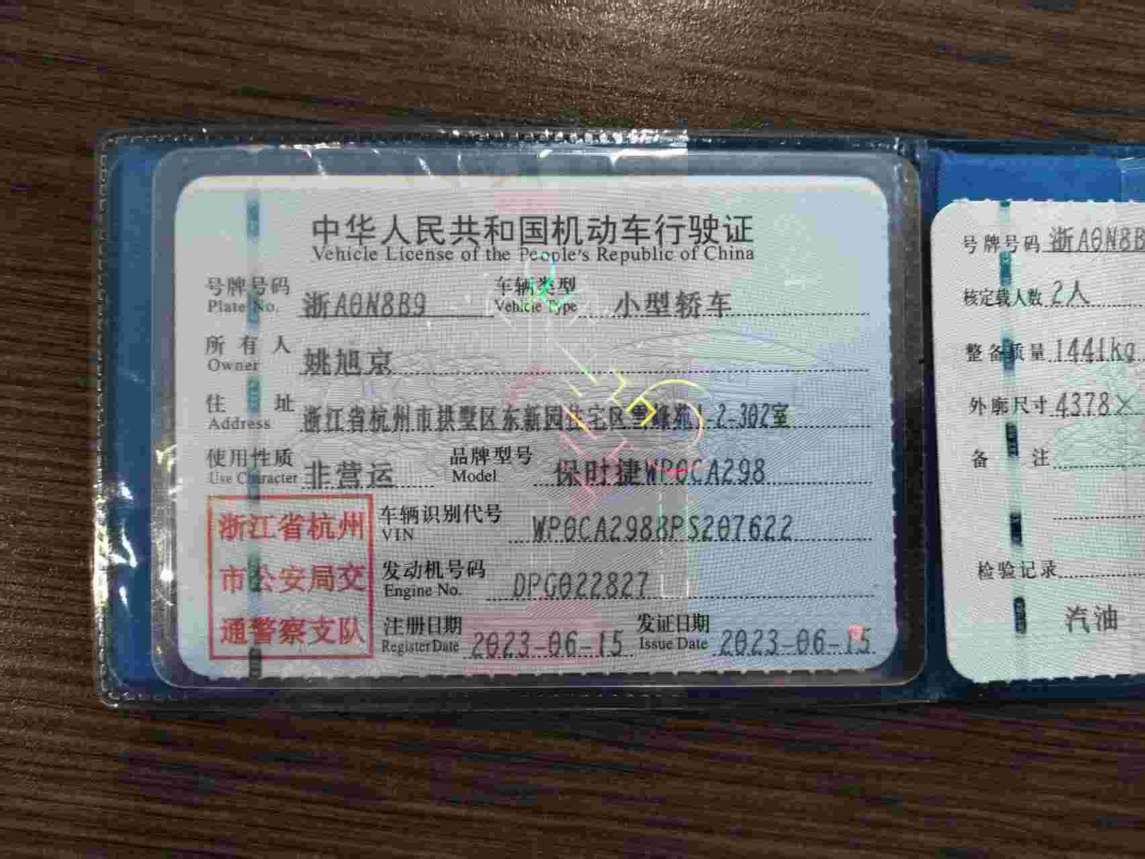 中华人民共和国机动车行驶证
Vehicle License of the People's Republic of China
号牌号码 浙A0N8B9 车辆类型 小型轿车
Plate No. Vehicle Type
所有人 姚旭京
Owner
住址 浙江省杭州市拱墅区东新园住宅区雪峰苑1-2-302室
Address
使用性质 非营运 品牌型号 保时捷WP0CA298
Use Character Model
浙江省杭州
市公安局交
通警察支队
车辆识别代号 WP0CA2988PS207622
VIN
发动机号码 DPG022827
Engine No.
注册日期 2023-06-15 发证日期 2023-06-15
Register Date Issue Date
号牌号码 浙A0N8B
核定载人数 2人
整备质量 1441kg
外廓尺寸 4378×
备注
检验记录
汽油